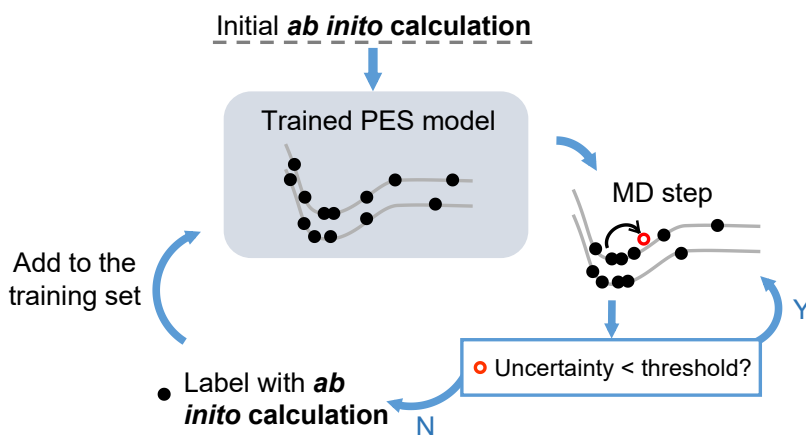 Initial ab inito calculation
Trained PES model
MD step
Add to the
training set
Y
Uncertainty < threshold?
Label with ab
inito calculation
N